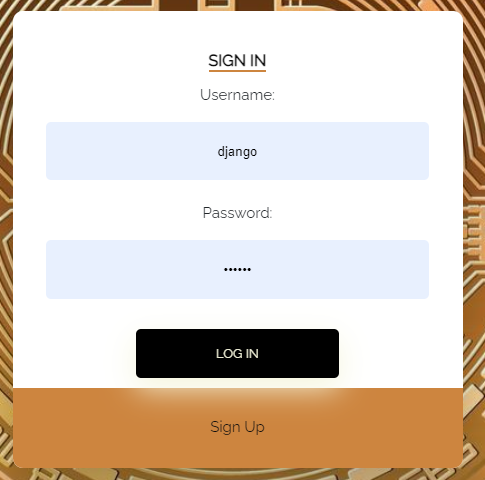 SIGN IN
Username:
django
Password:
••••••
LOG IN
Sign Up